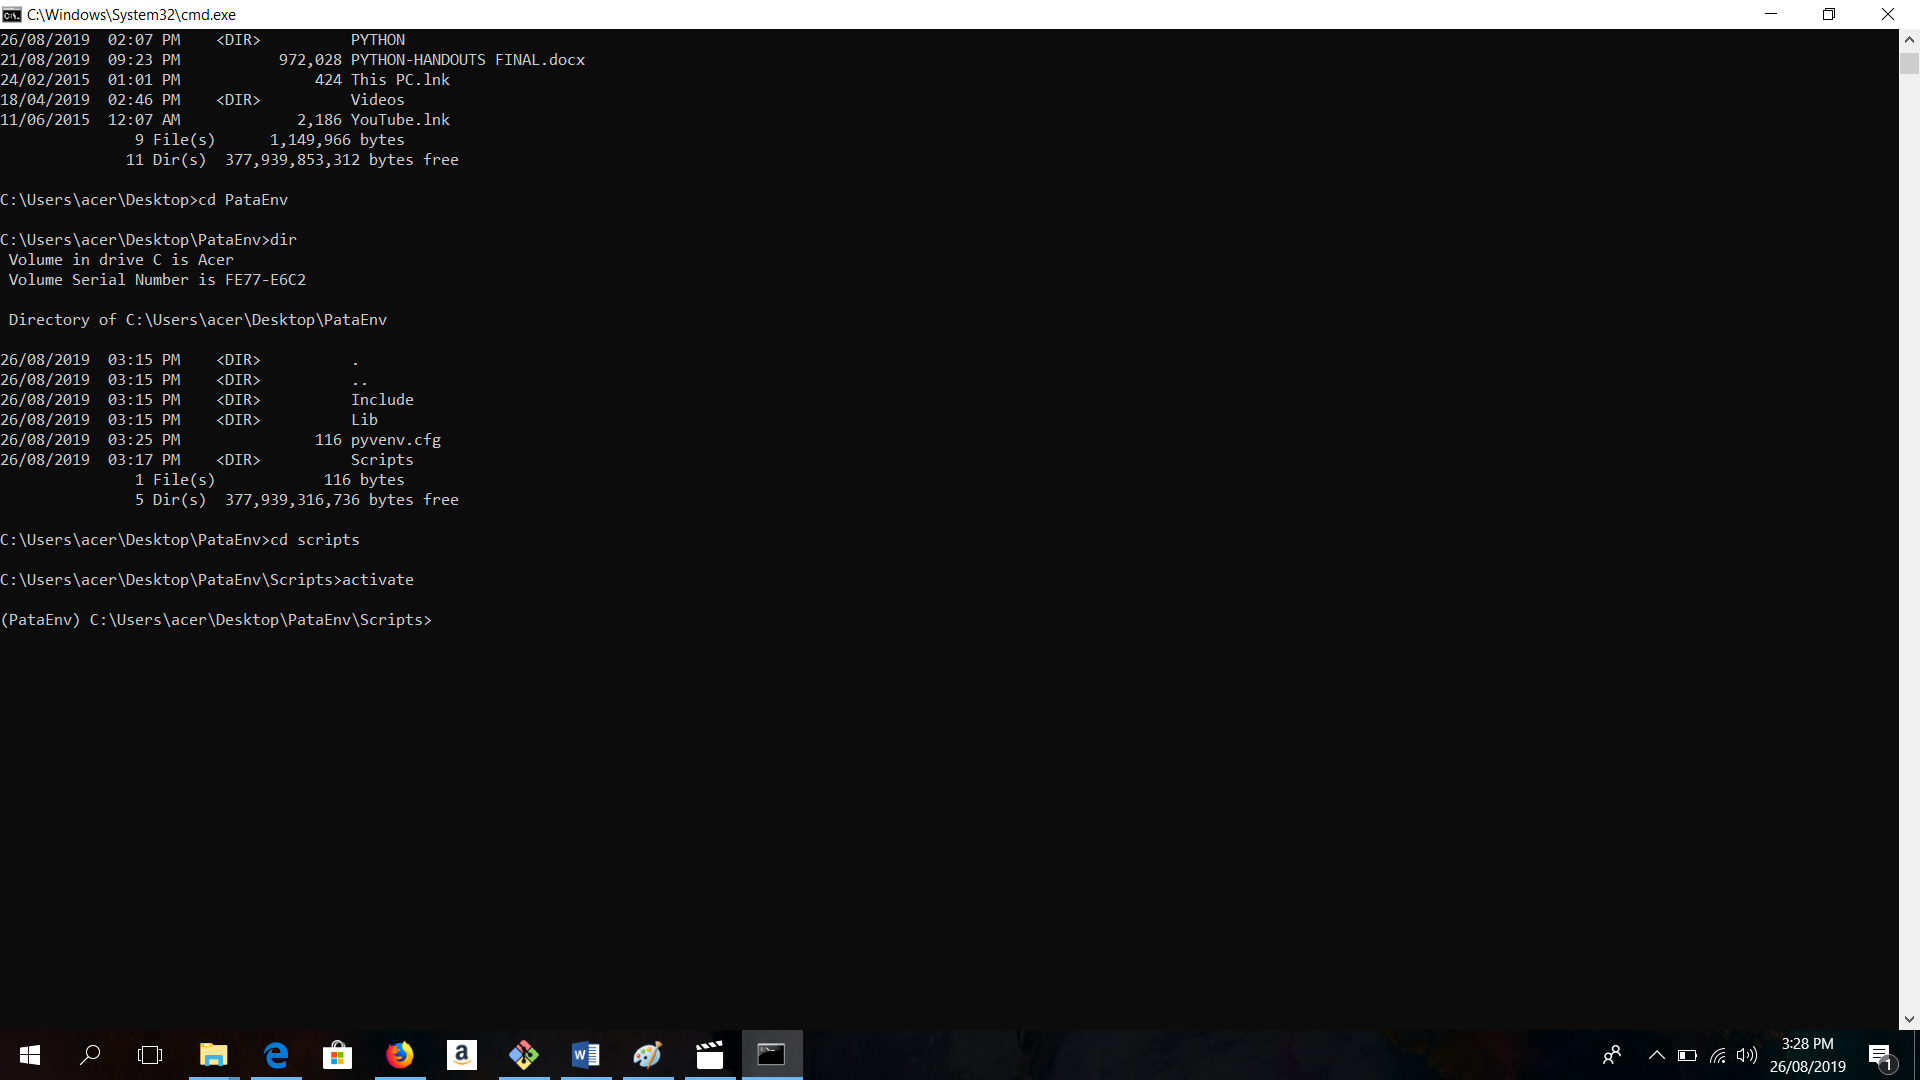 C:\Windows\System32\cmd.exe
26/08/2019  02:07 PM    <DIR>          PYTHON
21/08/2019  09:23 PM           972,028 PYTHON-HANDOUTS FINAL.docx
24/02/2015  01:01 PM               424 This PC.lnk
18/04/2019  02:46 PM    <DIR>          Videos
11/06/2015  12:07 AM             2,186 YouTube.lnk
               9 File(s)      1,149,966 bytes
              11 Dir(s)  377,939,853,312 bytes free
C:\Users\acer\Desktop>cd PataEnv
C:\Users\acer\Desktop\PataEnv>dir
 Volume in drive C is Acer
 Volume Serial Number is FE77-E6C2
 Directory of C:\Users\acer\Desktop\PataEnv
26/08/2019  03:15 PM    <DIR>          .
26/08/2019  03:15 PM    <DIR>          ..
26/08/2019  03:15 PM    <DIR>          Include
26/08/2019  03:15 PM    <DIR>          Lib
26/08/2019  03:25 PM               116 pyvenv.cfg
26/08/2019  03:17 PM    <DIR>          Scripts
               1 File(s)            116 bytes
               5 Dir(s)  377,939,316,736 bytes free
C:\Users\acer\Desktop\PataEnv>cd scripts
C:\Users\acer\Desktop\PataEnv\Scripts>activate
(PataEnv) C:\Users\acer\Desktop\PataEnv\Scripts>
3:28 PM
26/08/2019
1